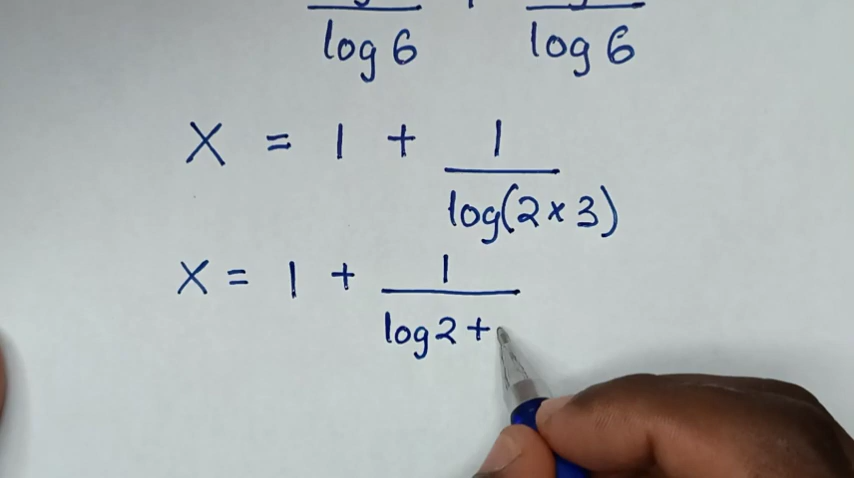 log 6 log 6
X = 1 + 1
log(2 × 3)
X = 1 + 1
log2 +